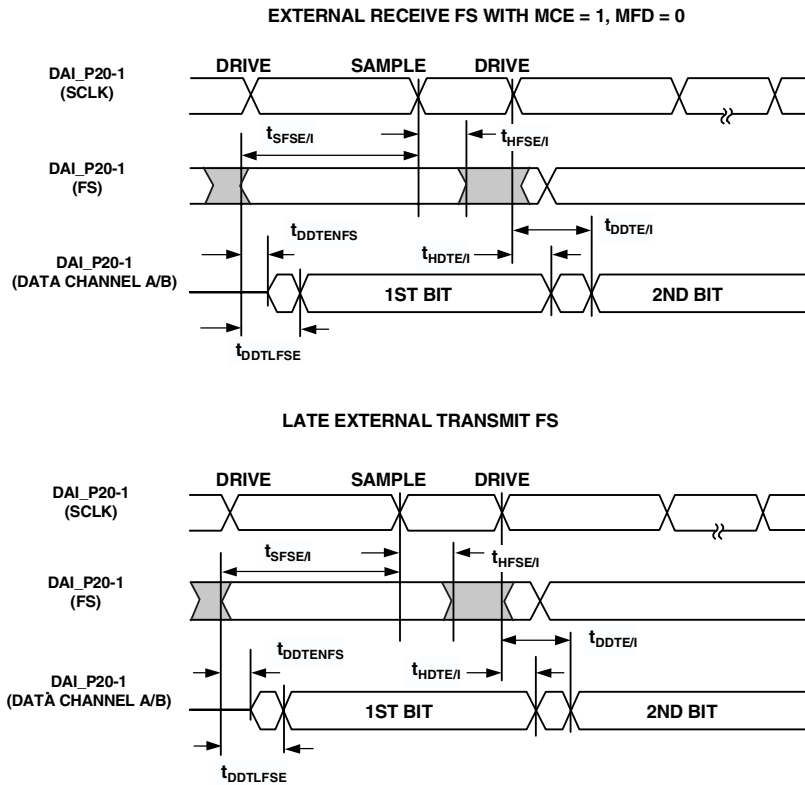 EXTERNAL RECEIVE FS WITH MCE = 1, MFD = 0
DRIVE SAMPLE DRIVE
DAI_P20-1
(SCLK)
tSFSE/I tHFSE/I
DAI_P20-1
(FS)
tDDTENFS tHDTE/I tDDTE/I
DAI_P20-1
(DATA CHANNEL A/B)
1ST BIT 2ND BIT
tDDTLFSE
LATE EXTERNAL TRANSMIT FS
DRIVE SAMPLE DRIVE
DAI_P20-1
(SCLK)
tSFSE/I tHFSE/I
DAI_P20-1
(FS)
tDDTENFS tHDTE/I tDDTE/I
DAI_P20-1
(DATA CHANNEL A/B)
1ST BIT 2ND BIT
tDDTLFSE